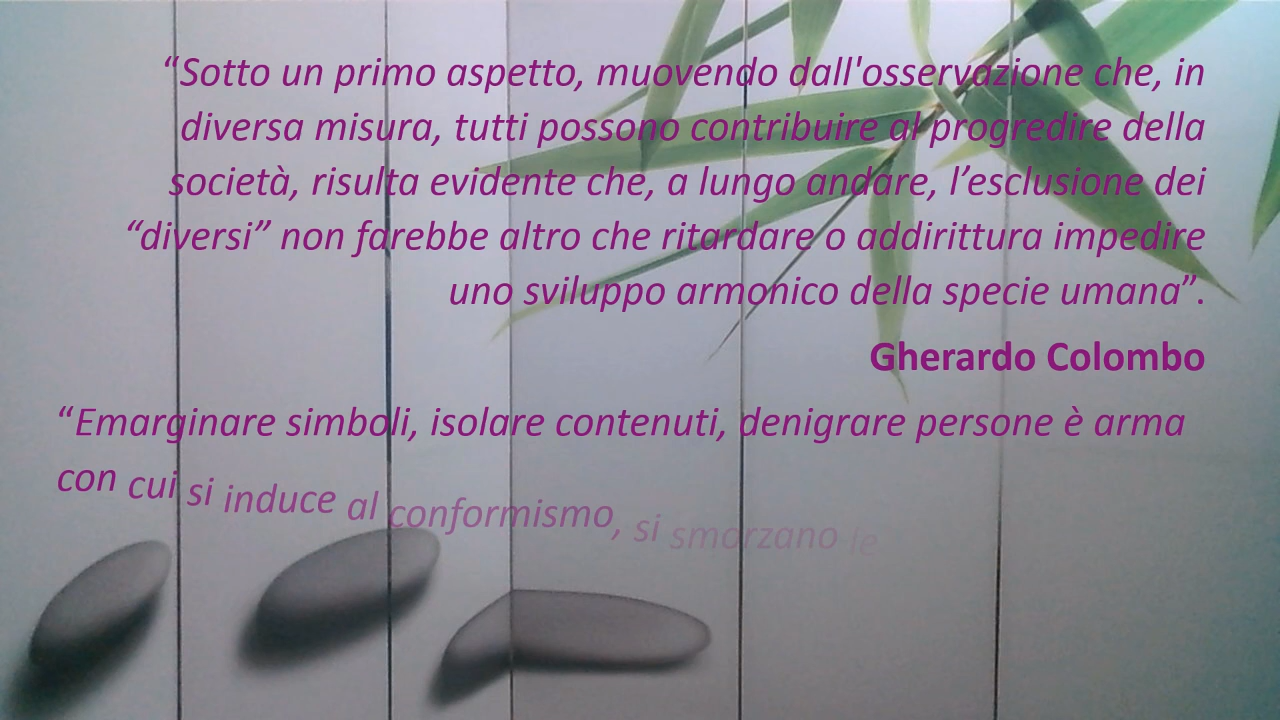 “Sotto un primo aspetto, muovendo dall'osservazione che, in
diversa misura, tutti possono contribuire al progredire della
società, risulta evidente che, a lungo andare, l’esclusione dei
“diversi” non farebbe altro che ritardare o addirittura impedire
uno sviluppo armonico della specie umana”.
Gherardo Colombo
“Emarginare simboli, isolare contenuti, denigrare persone è arma
con cui si induce al conformismo, si smorzano le